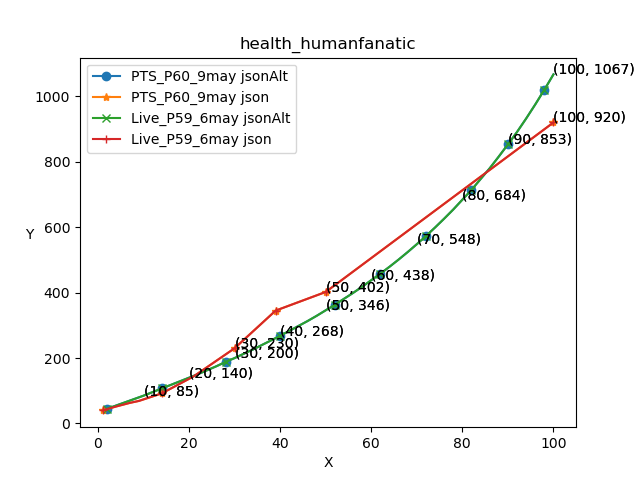 health_humanfanatic
PTS_P60_9may jsonAlt
PTS_P60_9may json
Live_P59_6may jsonAlt
Live_P59_6may json
(100, 1067)
(100, 920)
(90, 853)
(80, 684)
(70, 548)
(60, 438)
(50, 402)
(50, 346)
(40, 268)
(30, 230)
(30, 200)
(20, 140)
(10, 85)
Y
1000
800
600
400
200
0
0 20 40 60 80 100
X